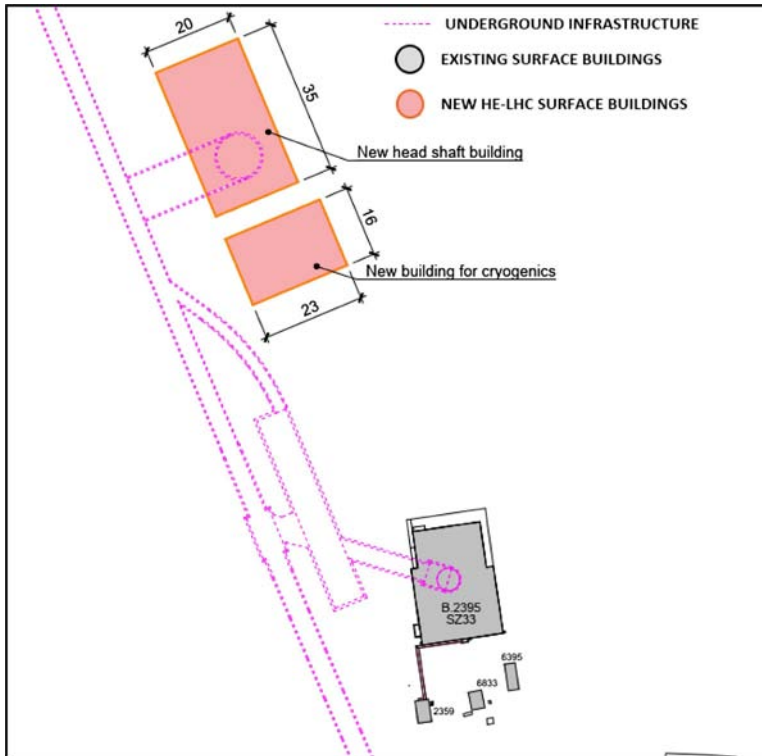 UNDERGROUND INFRASTRUCTURE
EXISTING SURFACE BUILDINGS
NEW HE-LHC SURFACE BUILDINGS
20
35
New head shaft building
16
New building for cryogenics
23
B.2395
SZ33
6395
6833
2359